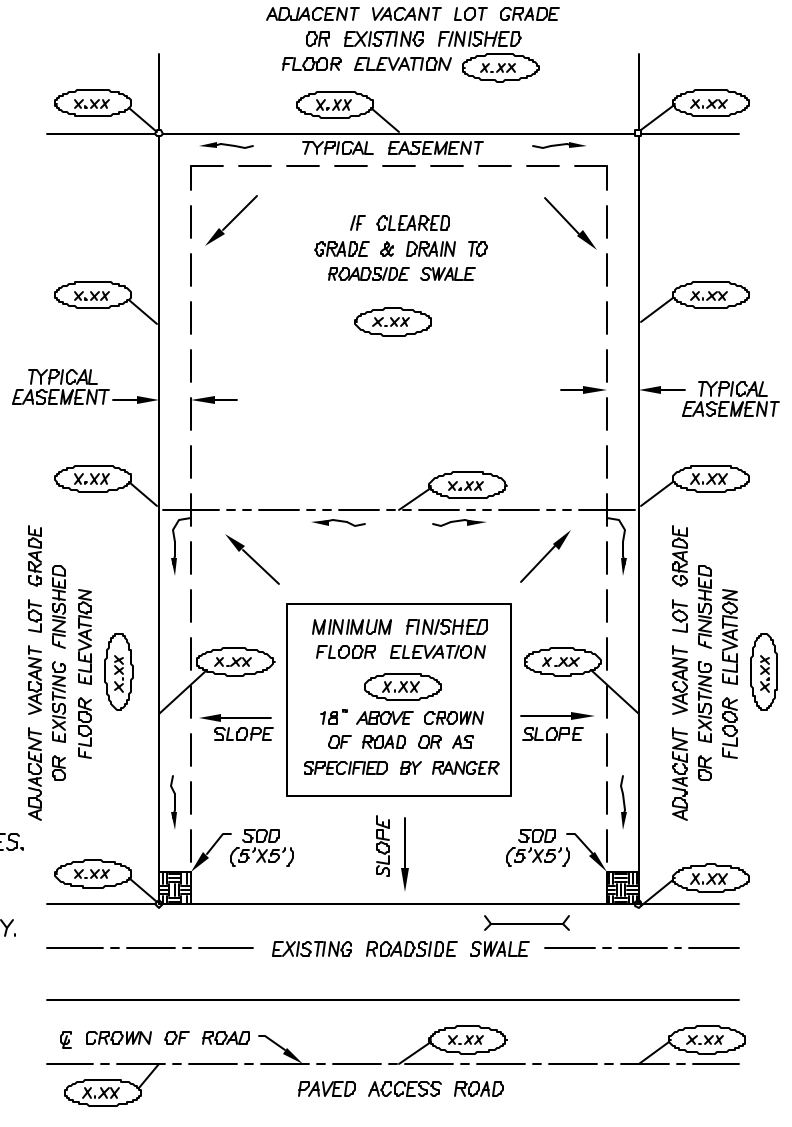 ADJACENT VACANT LOT GRADE
OR EXISTING FINISHED
FLOOR ELEVATION X.XX
X.XX
X.XX
X.XX
TYPICAL EASEMENT
IF CLEARED
GRADE & DRAIN TO
ROADSIDE SWALE
X.XX
X.XX
X.XX
TYPICAL
EASEMENT
TYPICAL
EASEMENT
X.XX
X.XX
X.XX
ADJACENT VACANT LOT GRADE
OR EXISTING FINISHED
FLOOR ELEVATION
X.XX
X.XX
MINIMUM FINISHED
FLOOR ELEVATION
X.XX
18" ABOVE CROWN
OF ROAD OR AS
SPECIFIED BY RANGER
X.XX
ADJACENT VACANT LOT GRADE
OR EXISTING FINISHED
FLOOR ELEVATION
X.XX
SLOPE
SLOPE
SLOPE
ES.
SOD
(5'X5')
SOD
(5'X5')
X.XX
X.XX
Y.
EXISTING ROADSIDE SWALE
℄ CROWN OF ROAD
X.XX
X.XX
X.XX
PAVED ACCESS ROAD